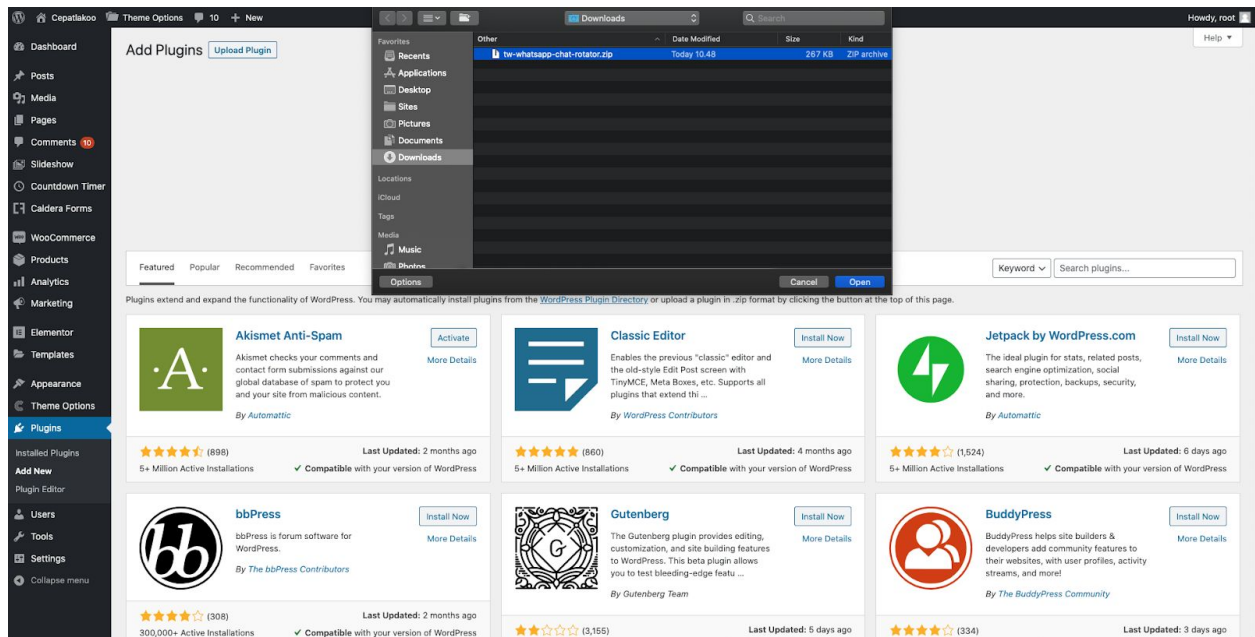 Cepatlakoo Theme Options 10 + New
Howdy, root
Downloads
Search
Help
Dashboard
Posts
Media
Pages
Comments 10
Slideshow
Countdown Timer
Caldera Forms
WooCommerce
Products
Analytics
Marketing
Elementor
Templates
Appearance
Theme Options
Plugins
Installed Plugins
Add New
Plugin Editor
Users
Tools
Settings
Collapse menu
Add Plugins Upload Plugin
Favorites
Recents
Applications
Desktop
Sites
Pictures
Documents
Downloads
Locations
iCloud
Tags
Media
Music
Photos
Other Date Modified Size Kind
tw-whatsapp-chat-rotator.zip Today 10.48 267 KB ZIP archive
Options Cancel Open
Featured Popular Recommended Favorites
Keyword Search plugins...
Plugins extend and expand the functionality of WordPress. You may automatically install plugins from the WordPress Plugin Directory or upload a plugin in .zip format by clicking the button at the top of this page.
·A·
Akismet Anti-Spam
Activate
More Details
Akismet checks your comments and
contact form submissions against our
global database of spam to protect you
and your site from malicious content.
By Automattic
(898) Last Updated: 2 months ago
5+ Million Active Installations ✓ Compatible with your version of WordPress
Classic Editor
Install Now
More Details
Enables the previous "classic" editor and
the old-style Edit Post screen with
TinyMCE, Meta Boxes, etc. Supports all
plugins that extend thi ...
By WordPress Contributors
(860) Last Updated: 4 months ago
5+ Million Active Installations ✓ Compatible with your version of WordPress
Jetpack by WordPress.com
Install Now
More Details
The ideal plugin for stats, related posts,
search engine optimization, social
sharing, protection, backups, security,
and more.
By Automattic
(1,524) Last Updated: 6 days ago
5+ Million Active Installations ✓ Compatible with your version of WordPress
bb
bbPress
Install Now
More Details
bbPress is forum software for
WordPress.
By The bbPress Contributors
(308) Last Updated: 2 months ago
300,000+ Active Installations ✓ Compatible with your version of WordPress
G
Gutenberg
Install Now
More Details
The Gutenberg plugin provides editing,
customization, and site building features
to WordPress. This beta plugin allows
you to test bleeding-edge featu ...
By Gutenberg Team
(3,155) Last Updated: 5 days ago
BuddyPress
Install Now
More Details
BuddyPress helps site builders &
developers add community features to
their websites, with user profiles, activity
streams, and more!
By The BuddyPress Community
(334) Last Updated: 3 days ago